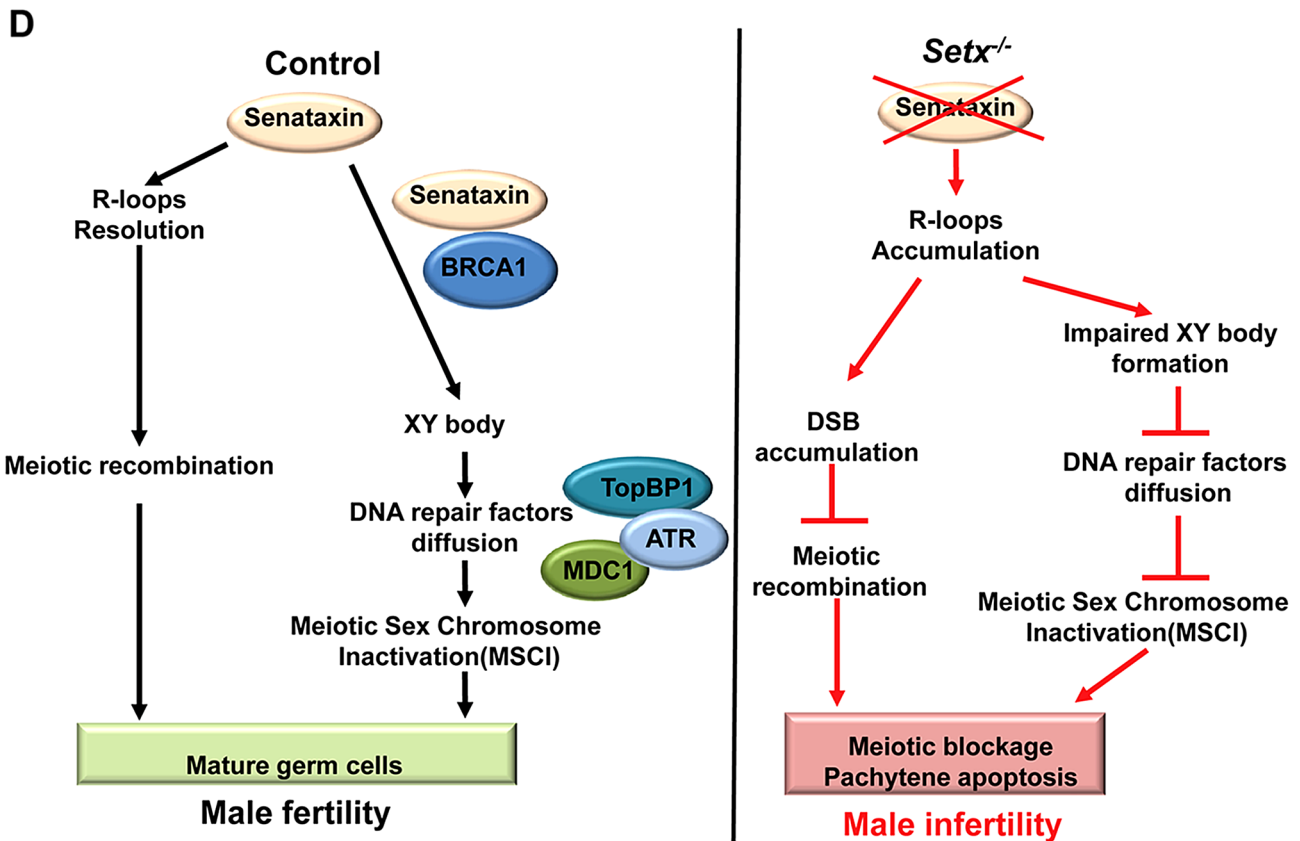 D
Control
Senataxin
R-loops
Resolution
Senataxin
BRCA1
XY body
Meiotic recombination
TopBP1
DNA repair factors
diffusion
ATR
MDC1
Meiotic Sex Chromosome
Inactivation(MSCI)
Mature germ cells
Male fertility
Setx-/-
Senataxin
R-loops
Accumulation
Impaired XY body
formation
DSB
accumulation
DNA repair factors
diffusion
Meiotic
recombination
Meiotic Sex Chromosome
Inactivation(MSCI)
Meiotic blockage
Pachytene apoptosis
Male infertility